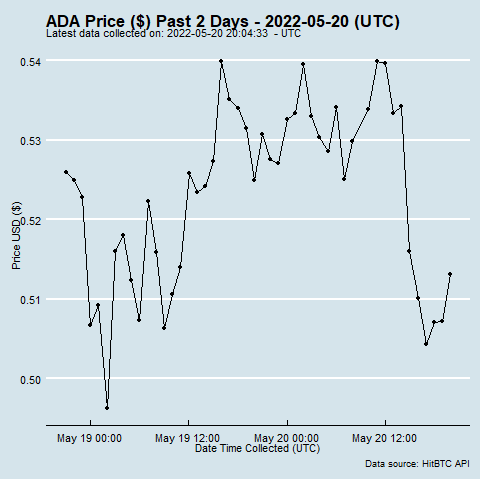 ADA Price ($) Past 2 Days - 2022-05-20 (UTC)
Latest data collected on: 2022-05-20 20:04:33 - UTC
0.54
0.53
0.52
0.51
0.50
Price USD ($)
May 19 00:00 May 19 12:00 May 20 00:00 May 20 12:00
Date Time Collected (UTC)
Data source: HitBTC API